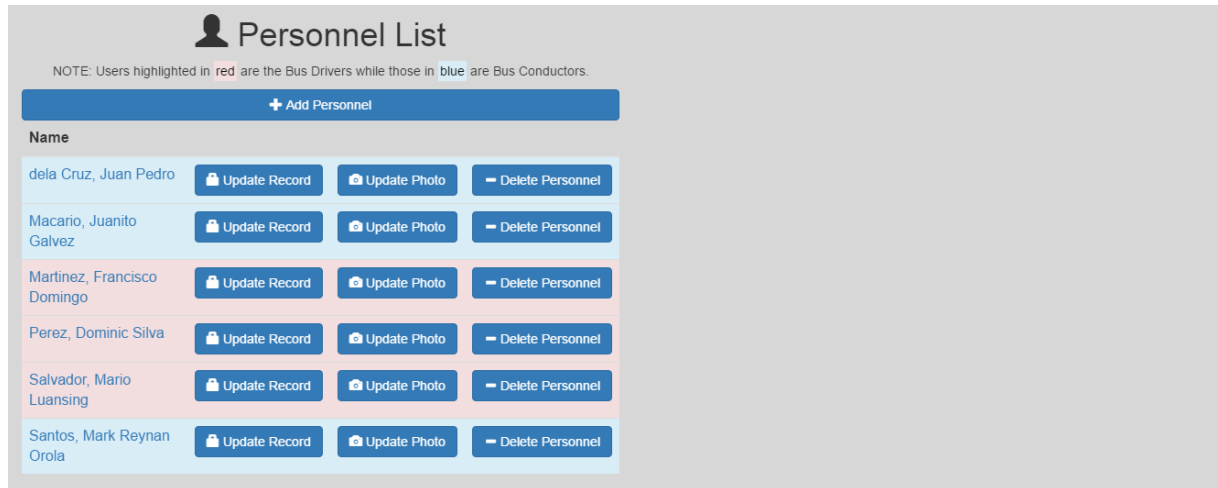 Personnel List
NOTE: Users highlighted in red are the Bus Drivers while those in blue are Bus Conductors.
Add Personnel
Name
dela Cruz, Juan Pedro Update Record Update Photo Delete Personnel
Macario, Juanito
Galvez Update Record Update Photo Delete Personnel
Martinez, Francisco
Domingo Update Record Update Photo Delete Personnel
Perez, Dominic Silva Update Record Update Photo Delete Personnel
Salvador, Mario
Luansing Update Record Update Photo Delete Personnel
Santos, Mark Reynan
Orola Update Record Update Photo Delete Personnel